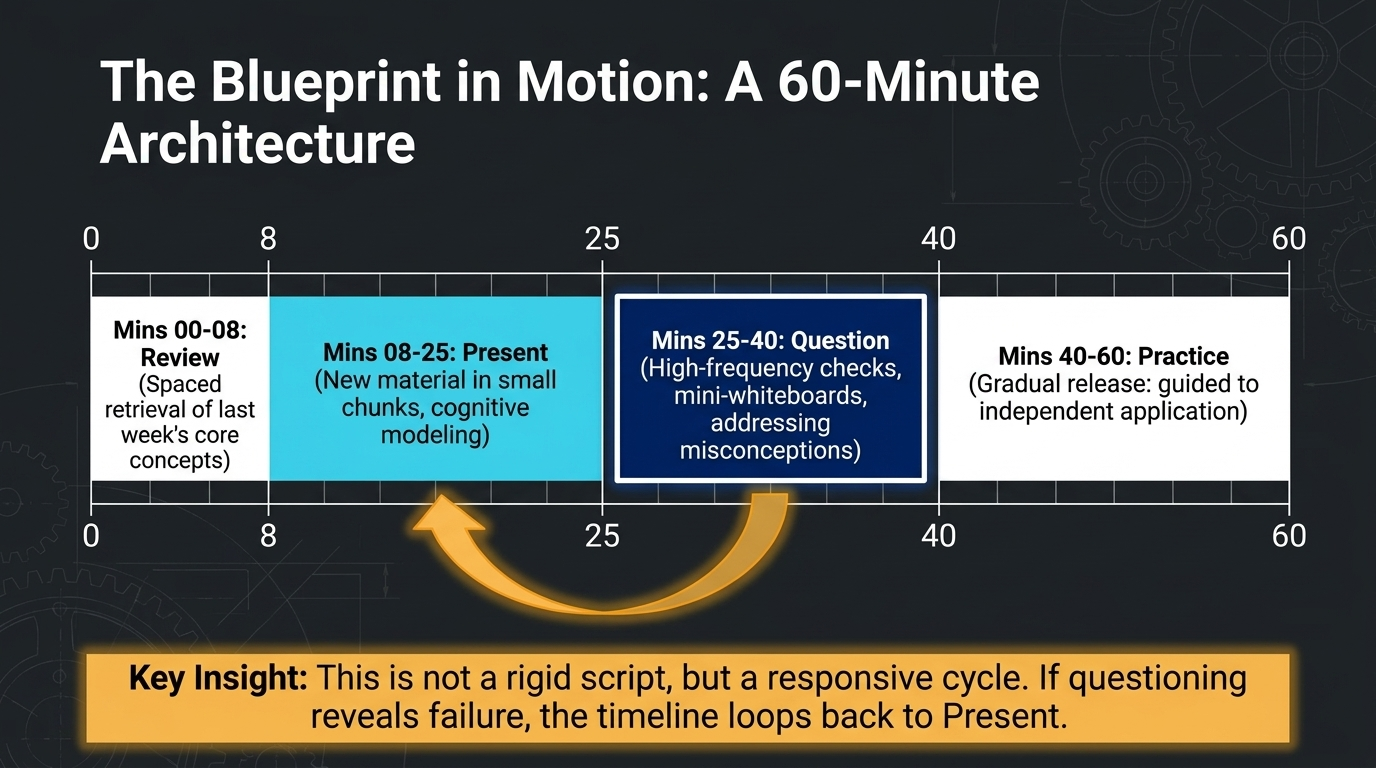 The Blueprint in Motion: A 60-Minute
Architecture
0 8 25 40 60
Mins 00-08:
Review
(Spaced
retrieval of last
week's core
concepts)
Mins 08-25: Present
(New material in small
chunks, cognitive
modeling)
Mins 25-40: Question
(High-frequency checks,
mini-whiteboards,
addressing
misconceptions)
Mins 40-60: Practice
(Gradual release: guided to
independent application)
0 8 25 40 60
Key Insight: This is not a rigid script, but a responsive cycle. If questioning
reveals failure, the timeline loops back to Present.